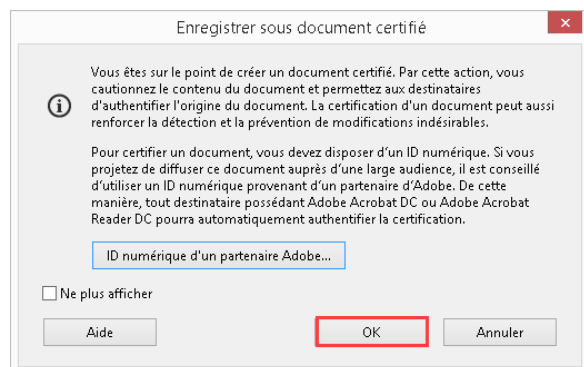 Enregistrer sous document certifié
Vous êtes sur le point de créer un document certifié. Par cette action, vous
cautionnez le contenu du document et permettez aux destinataires
d'authentifier l'origine du document. La certification d'un document peut aussi
renforcer la détection et la prévention de modifications indésirables.
Pour certifier un document, vous devez disposer d'un ID numérique. Si vous
projetez de diffuser ce document auprès d'une large audience, il est conseillé
d'utiliser un ID numérique provenant d'un partenaire d'Adobe. De cette
manière, tout destinataire possédant Adobe Acrobat DC ou Adobe Acrobat
Reader DC pourra automatiquement authentifier la certification.
ID numérique d'un partenaire Adobe...
Ne plus afficher
Aide OK Annuler